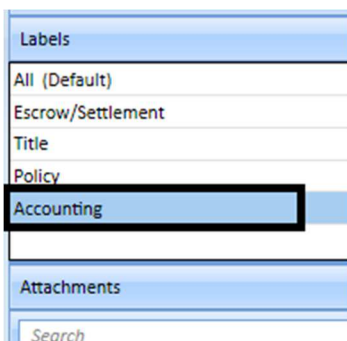 Labels
All (Default)
Escrow/Settlement
Title
Policy
Accounting
Attachments
Search